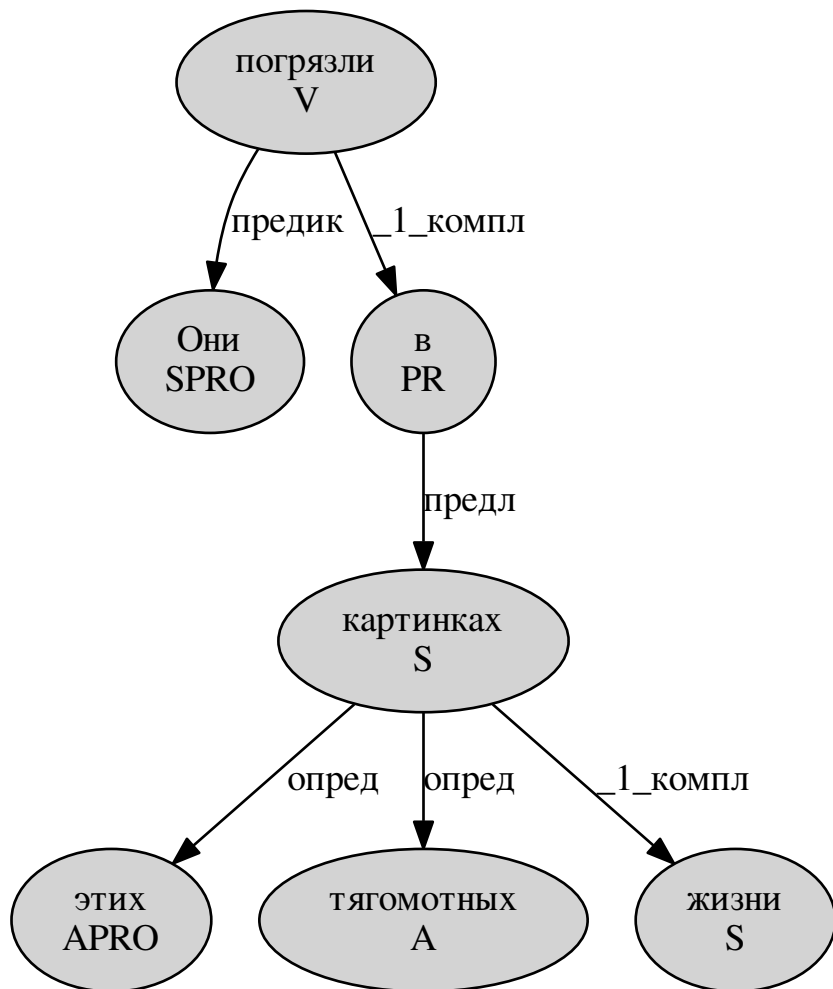 погрязли
V
предик
_1_компл
Они
SPRO
в
PR
предл
картинках
S
опред
опред
_1_компл
этих
APRO
тягомотных
A
жизни
S